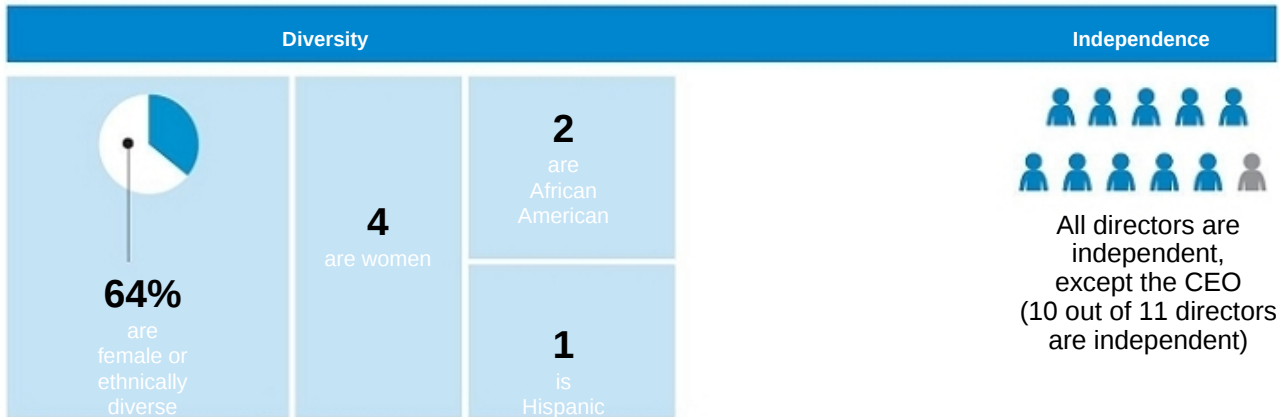 Diversity
Independence
64%
are
female or
ethnically
diverse
4
are women
2
are
African
American
1
is
Hispanic
All directors are
independent,
except the CEO
(10 out of 11 directors
are independent)